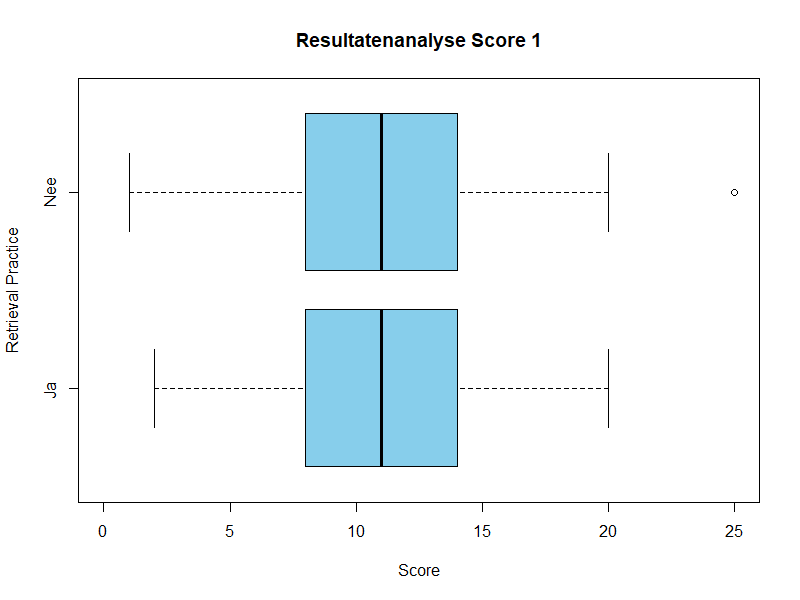 Resultatenanalyse Score 1
Retrieval Practice
Nee
Ja
0 5 10 15 20 25
Score